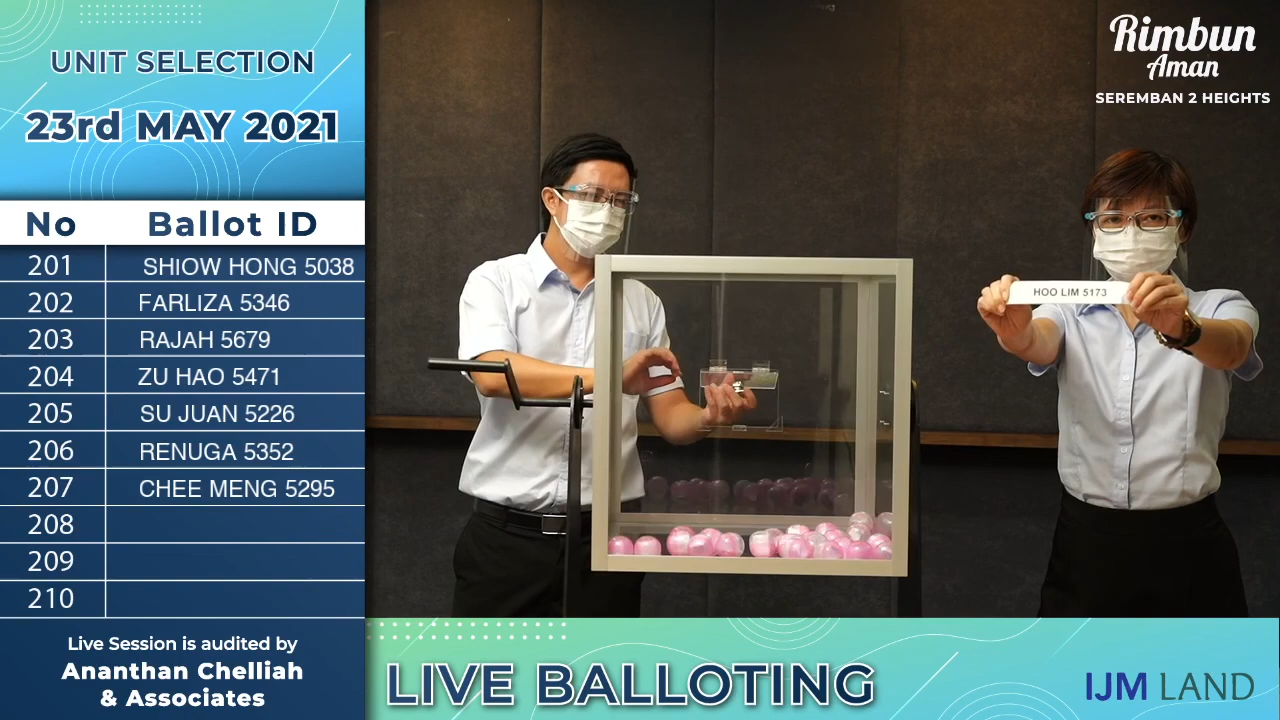 UNIT SELECTION
23rd MAY 2021
No Ballot ID
201 SHIOW HONG 5038
202 FARLIZA 5346
203 RAJAH 5679
204 ZU HAO 5471
205 SU JUAN 5226
206 RENUGA 5352
207 CHEE MENG 5295
208
209
210
Live Session is audited by
Ananthan Chelliah
& Associates
Rimbun
Aman
SEREMBAN 2 HEIGHTS
HOO LIM 5173
LIVE BALLOTING
IJM LAND